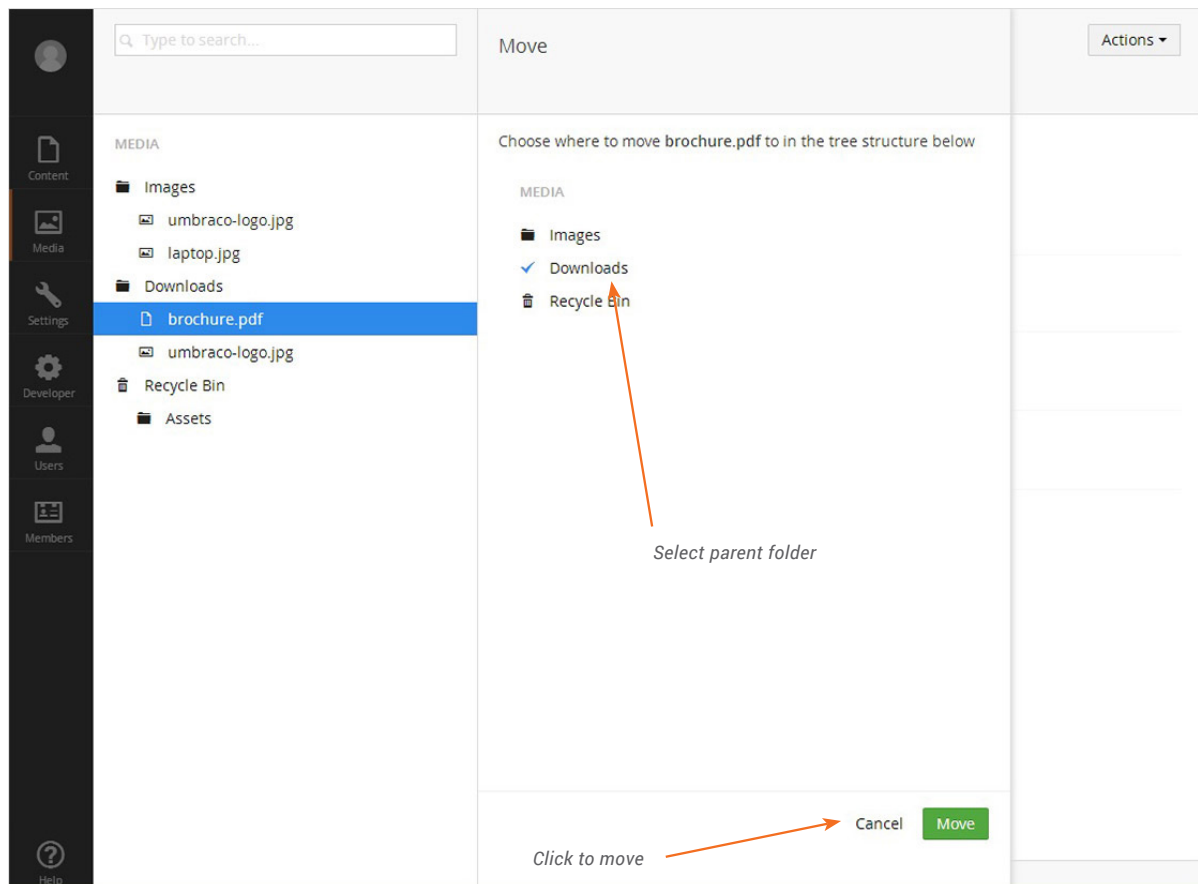 Type to search...
Move
Actions
Content
Media
Settings
Developer
Users
Members
Help
MEDIA
Images
umbraco-logo.jpg
laptop.jpg
Downloads
brochure.pdf
umbraco-logo.jpg
Recycle Bin
Assets
Choose where to move brochure.pdf to in the tree structure below
MEDIA
Images
Downloads
Recycle Bin
Select parent folder
Cancel
Move
Click to move